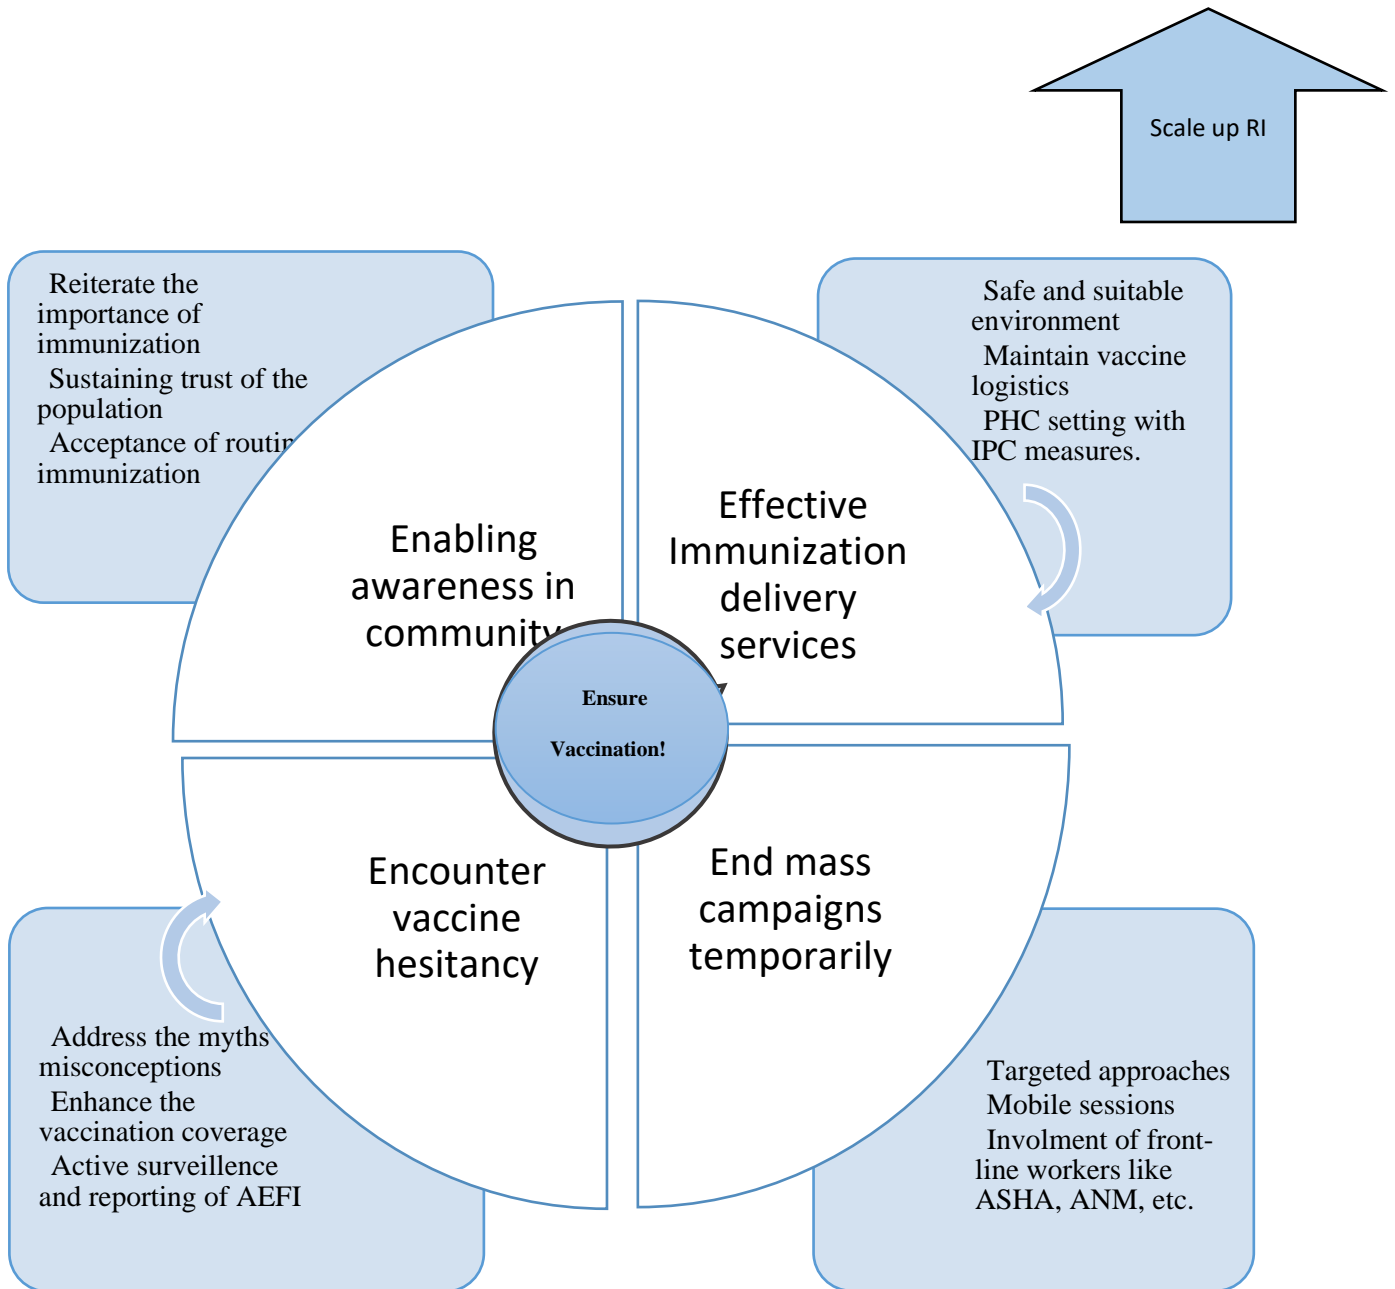 Scale up RI
Reiterate the
importance of
immunization
Sustaining trust of the
population
Acceptance of routin
immunization
Safe and suitable
environment
Maintain vaccine
logistics
PHC setting with
IPC measures.
Enabling
awareness in
community
Effective
Immunization
delivery
services
Ensure
Vaccination!
Encounter
vaccine
hesitancy
End mass
campaigns
temporarily
Address the myths
misconceptions
Enhance the
vaccination coverage
Active surveillence
and reporting of AEFI
Targeted approaches
Mobile sessions
Involment of front-
line workers like
ASHA, ANM, etc.